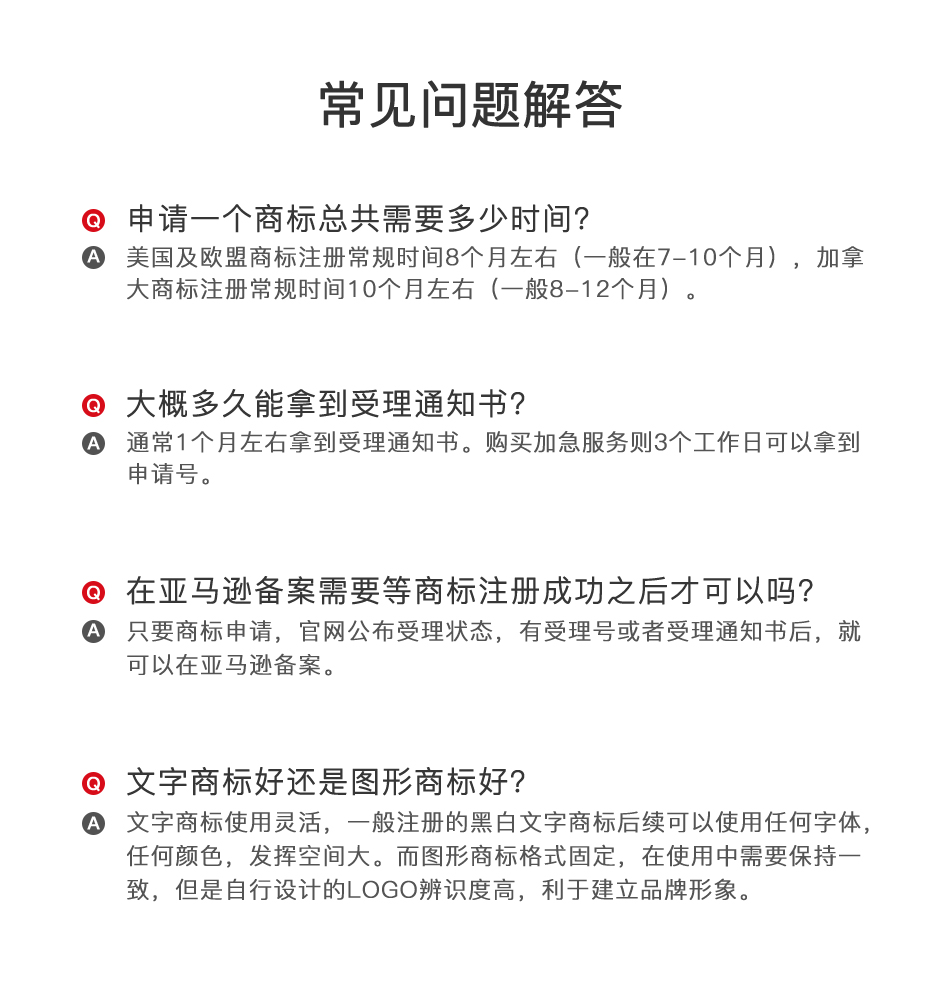 常见问题解答
Q 申请一个商标总共需要多少时间?
A 美国及欧盟商标注册常规时间8个月左右（一般在7-10个月），加拿
大商标注册常规时间10个月左右（一般8-12个月）。
Q 大概多久能拿到受理通知书?
A 通常1个月左右拿到受理通知书。购买加急服务则3个工作日可以拿到
申请号。
Q 在亚马逊备案需要等商标注册成功之后才可以吗?
A 只要商标申请，官网公布受理状态，有受理号或者受理通知书后，就
可以在亚马逊备案。
Q 文字商标好还是图形商标好?
A 文字商标使用灵活，一般注册的黑白文字商标后续可以使用任何字体，
任何颜色，发挥空间大。而图形商标格式固定，在使用中需要保持一
致，但是自行设计的LOGO辨识度高，利于建立品牌形象。